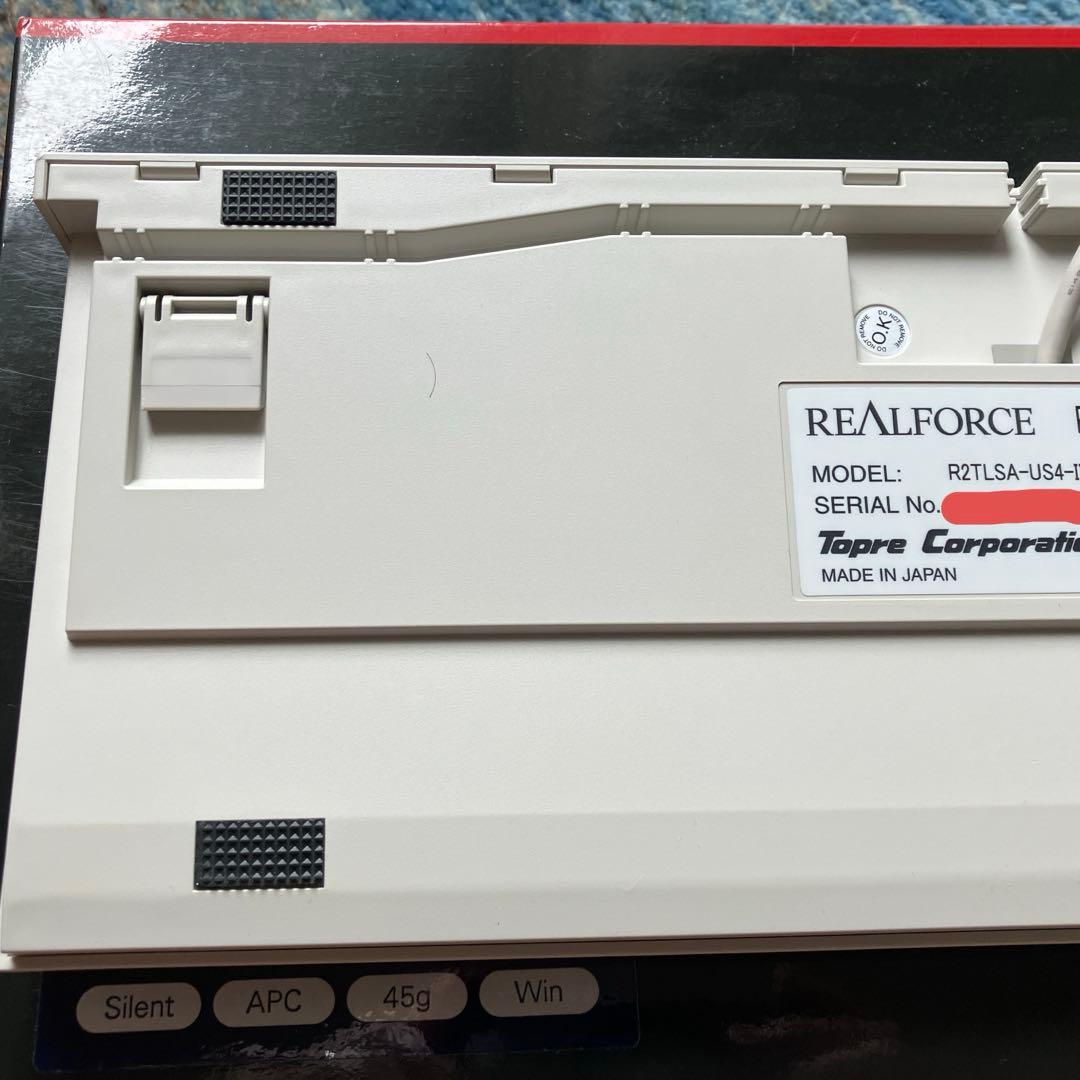 DO NOT REMOVE
O.K
DO NOT REMOVE
REALFORCE
MODEL: R2TLSA-US4-I
SERIAL No.
Topre Corporatio
MADE IN JAPAN
Silent
APC
45g
Win